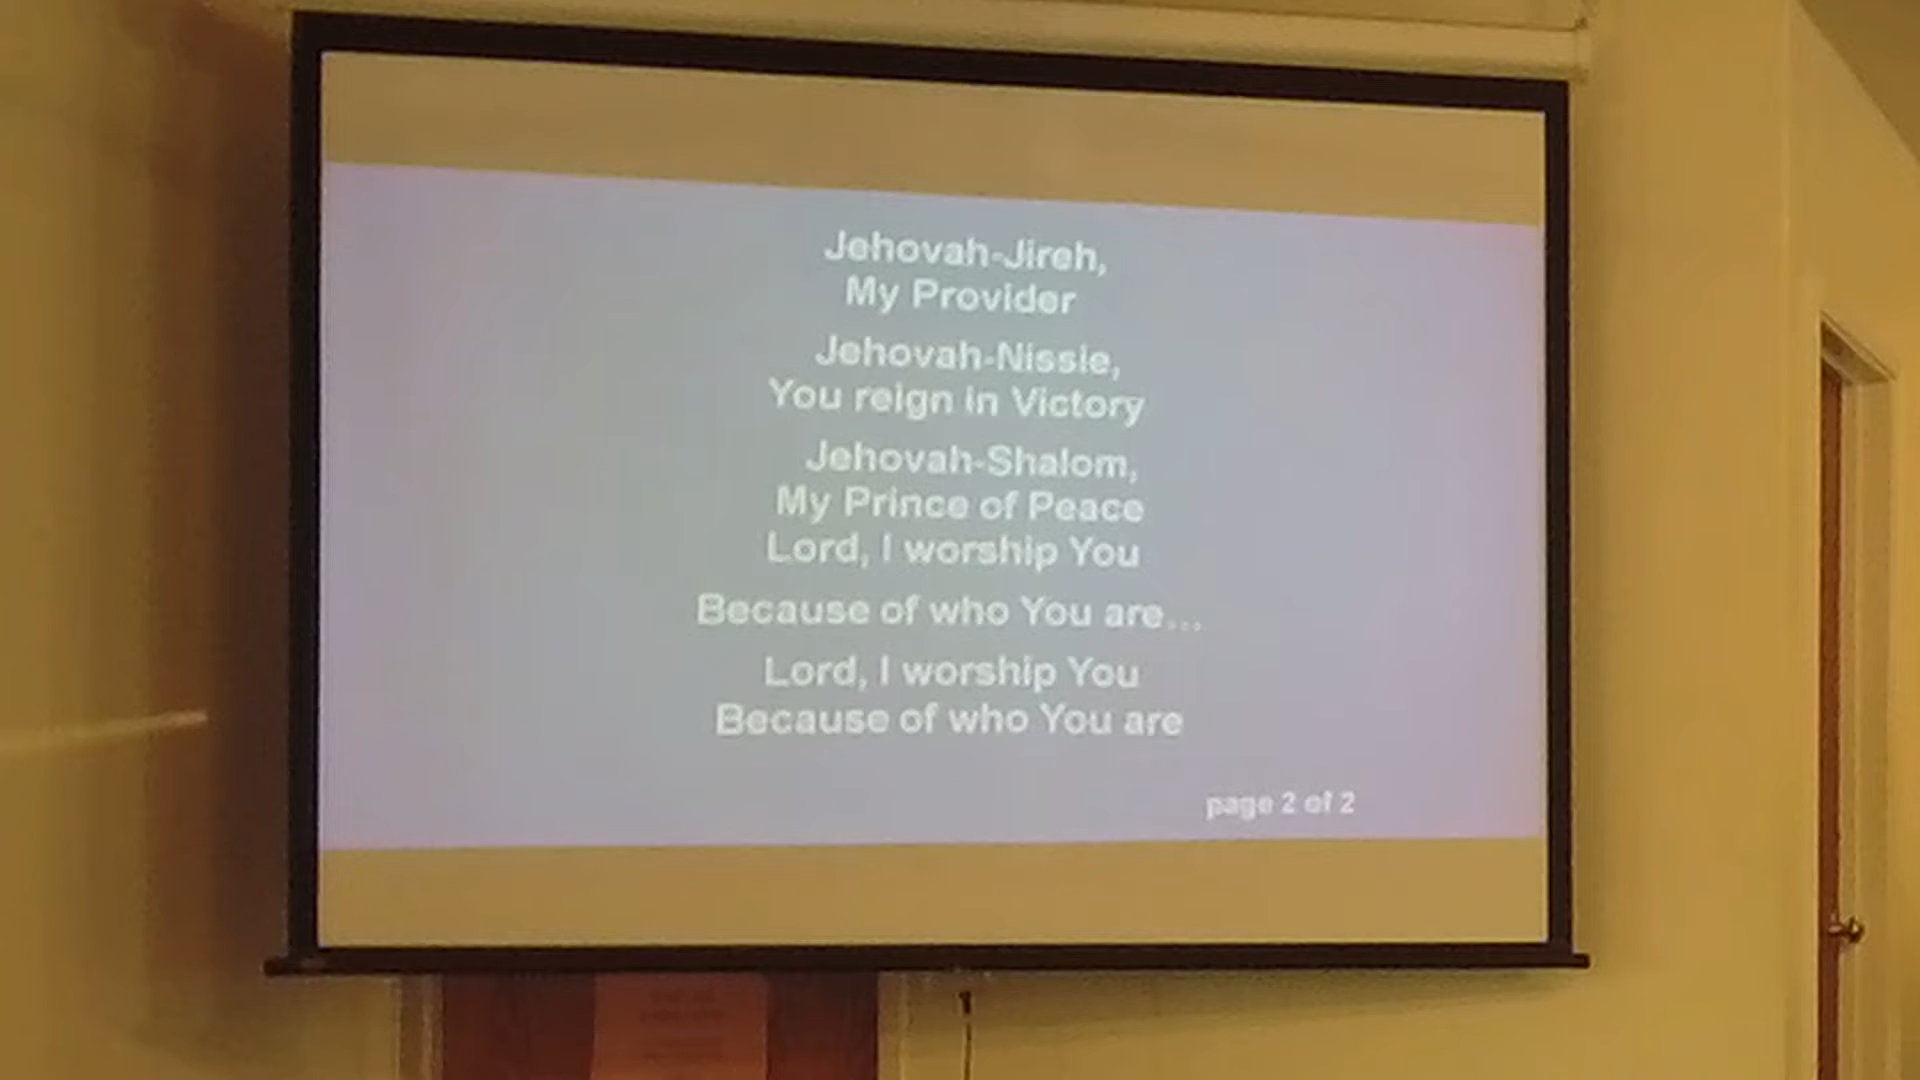 Jehovah-Jireh,
My Provider
Jehovah-Nissie,
You reign in Victory
Jehovah-Shalom,
My Prince of Peace
Lord, I worship You
Because of who You are...
Lord, I worship You
Because of who You are
page 2 of 2